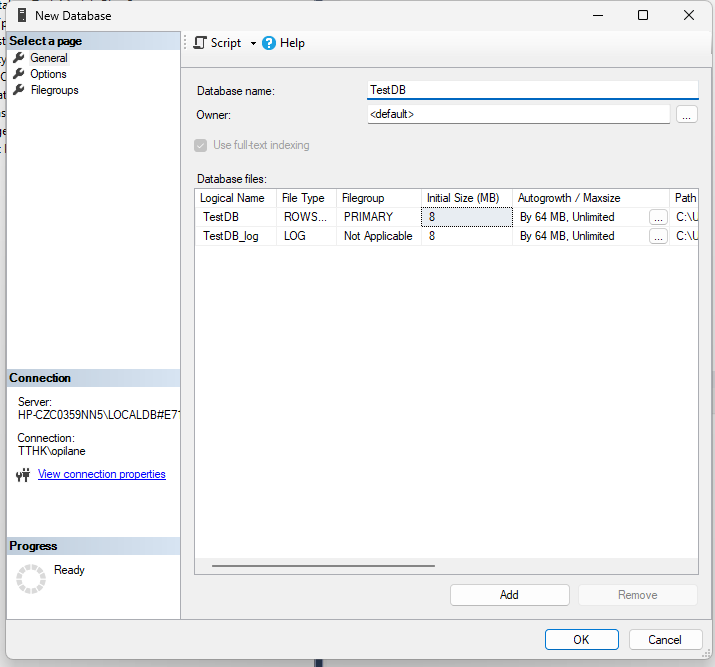 New Database
Select a page
General
Options
Filegroups
Script
Help
Database name:
TestDB
Owner:
<default>
...
Use full-text indexing
Database files:
Logical Name File Type Filegroup Initial Size (MB) Autogrowth / Maxsize Path
TestDB ROWS... PRIMARY 8 By 64 MB, Unlimited ... C:\U
TestDB_log LOG Not Applicable 8 By 64 MB, Unlimited ... C:\U
Connection
Server:
HP-CZC0359NN5\LOCALDB#E7
Connection:
TTHK\opilane
View connection properties
Progress
Ready
Add
Remove
OK
Cancel